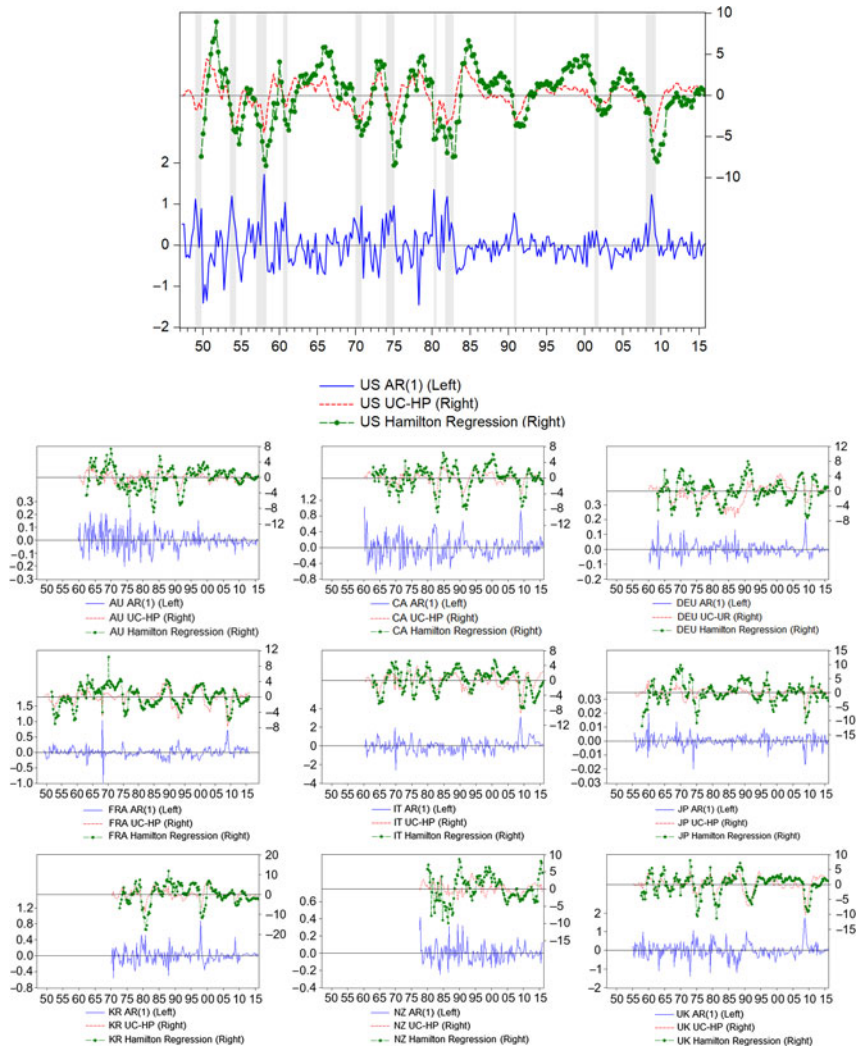 10
5
0
−5
−10
2
1
0
−1
−2
50 55 60 65 70 75 80 85 90 95 00 05 10 15
US AR(1) (Left)
US UC-HP (Right)
US Hamilton Regression (Right)
8
4
0
−4
−8
−12
0.3
0.2
0.1
0.0
−0.1
−0.2
−0.3
50 55 60 65 70 75 80 85 90 95 00 05 10 15
AU AR(1) (Left)
AU UC-HP (Right)
AU Hamilton Regression (Right)
8
4
0
−4
−8
−12
1.2
0.8
0.4
0.0
−0.4
−0.8
50 55 60 65 70 75 80 85 90 95 00 05 10 15
CA AR(1) (Left)
CA UC-HP (Right)
CA Hamilton Regression (Right)
12
8
4
0
−4
−8
0.3
0.2
0.1
0.0
−0.1
−0.2
50 55 60 65 70 75 80 85 90 95 00 05 10 15
DEU AR(1) (Left)
DEU UC-UR (Right)
DEU Hamilton Regression (Right)
12
8
4
0
−4
−8
1.5
1.0
0.5
0.0
−0.5
−1.0
50 55 60 65 70 75 80 85 90 95 00 05 10 15
FRA AR(1) (Left)
FRA UC-HP (Right)
FRA Hamilton Regression (Right)
8
4
0
−4
−8
−12
4
2
0
−2
−4
50 55 60 65 70 75 80 85 90 95 00 05 10 15
IT AR(1) (Left)
IT UC-HP (Right)
IT Hamilton Regression (Right)
15
10
5
0
−5
−10
−15
0.03
0.02
0.01
0.00
−0.01
−0.02
−0.03
50 55 60 65 70 75 80 85 90 95 00 05 10 15
JP AR(1) (Left)
JP UC-HP (Right)
JP Hamilton Regression (Right)
20
10
0
−10
−20
1.2
0.8
0.4
0.0
−0.4
−0.8
50 55 60 65 70 75 80 85 90 95 00 05 10 15
KR AR(1) (Left)
KR UC-HP (Right)
KR Hamilton Regression (Right)
10
5
0
−5
−10
−15
0.6
0.4
0.2
0.0
−0.2
−0.4
50 55 60 65 70 75 80 85 90 95 00 05 10 15
NZ AR(1) (Left)
NZ UC-HP (Right)
NZ Hamilton Regression (Right)
10
5
0
−5
−10
−15
2
1
0
−1
−2
50 55 60 65 70 75 80 85 90 95 00 05 10 15
UK AR(1) (Left)
UK UC-HP (Right)
UK Hamilton Regression (Right)